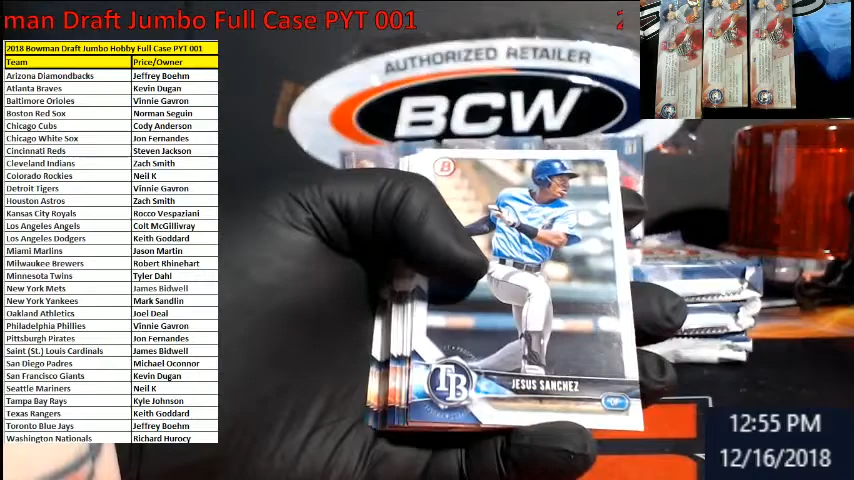 man Draft Jumbo Full Case PYT 001
2018 Bowman Draft Jumbo Hobby Full Case PYT 001
Team Price/Owner
Arizona Diamondbacks Jeffrey Boehm
Atlanta Braves Kevin Dugan
Baltimore Orioles Vinnie Gavron
Boston Red Sox Norman Seguin
Chicago Cubs Cody Anderson
Chicago White Sox Jon Fernandes
Cincinnati Reds Steven Jackson
Cleveland Indians Zach Smith
Colorado Rockies Neil K
Detroit Tigers Vinnie Gavron
Houston Astros Zach Smith
Kansas City Royals Rocco Vespaziani
Los Angeles Angels Colt McGillivray
Los Angeles Dodgers Keith Goddard
Miami Marlins Jason Martin
Milwaukee Brewers Robert Rhinehart
Minnesota Twins Tyler Dahl
New York Mets James Bidwell
New York Yankees Mark Sandlin
Oakland Athletics Joel Deal
Philadelphia Phillies Vinnie Gavron
Pittsburgh Pirates Jon Fernandes
Saint (St.) Louis Cardinals James Bidwell
San Diego Padres Michael Oconnor
San Francisco Giants Kevin Dugan
Seattle Mariners Neil K
Tampa Bay Rays Kyle Johnson
Texas Rangers Keith Goddard
Toronto Blue Jays Jeffrey Boehm
Washington Nationals Richard Hurocy
AUTHORIZED RETAILER
BCW
B
TB
JESUS SANCHEZ
OF
12:55 PM
12/16/2018